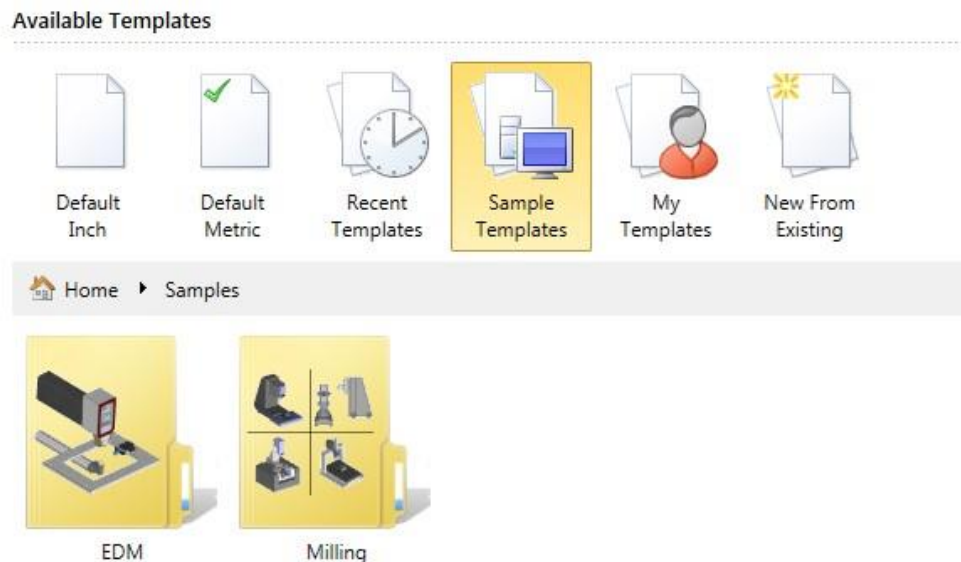 Available Templates
Default Inch
Default Metric
Recent Templates
Sample Templates
My Templates
New From Existing
Home Samples
EDM
Milling